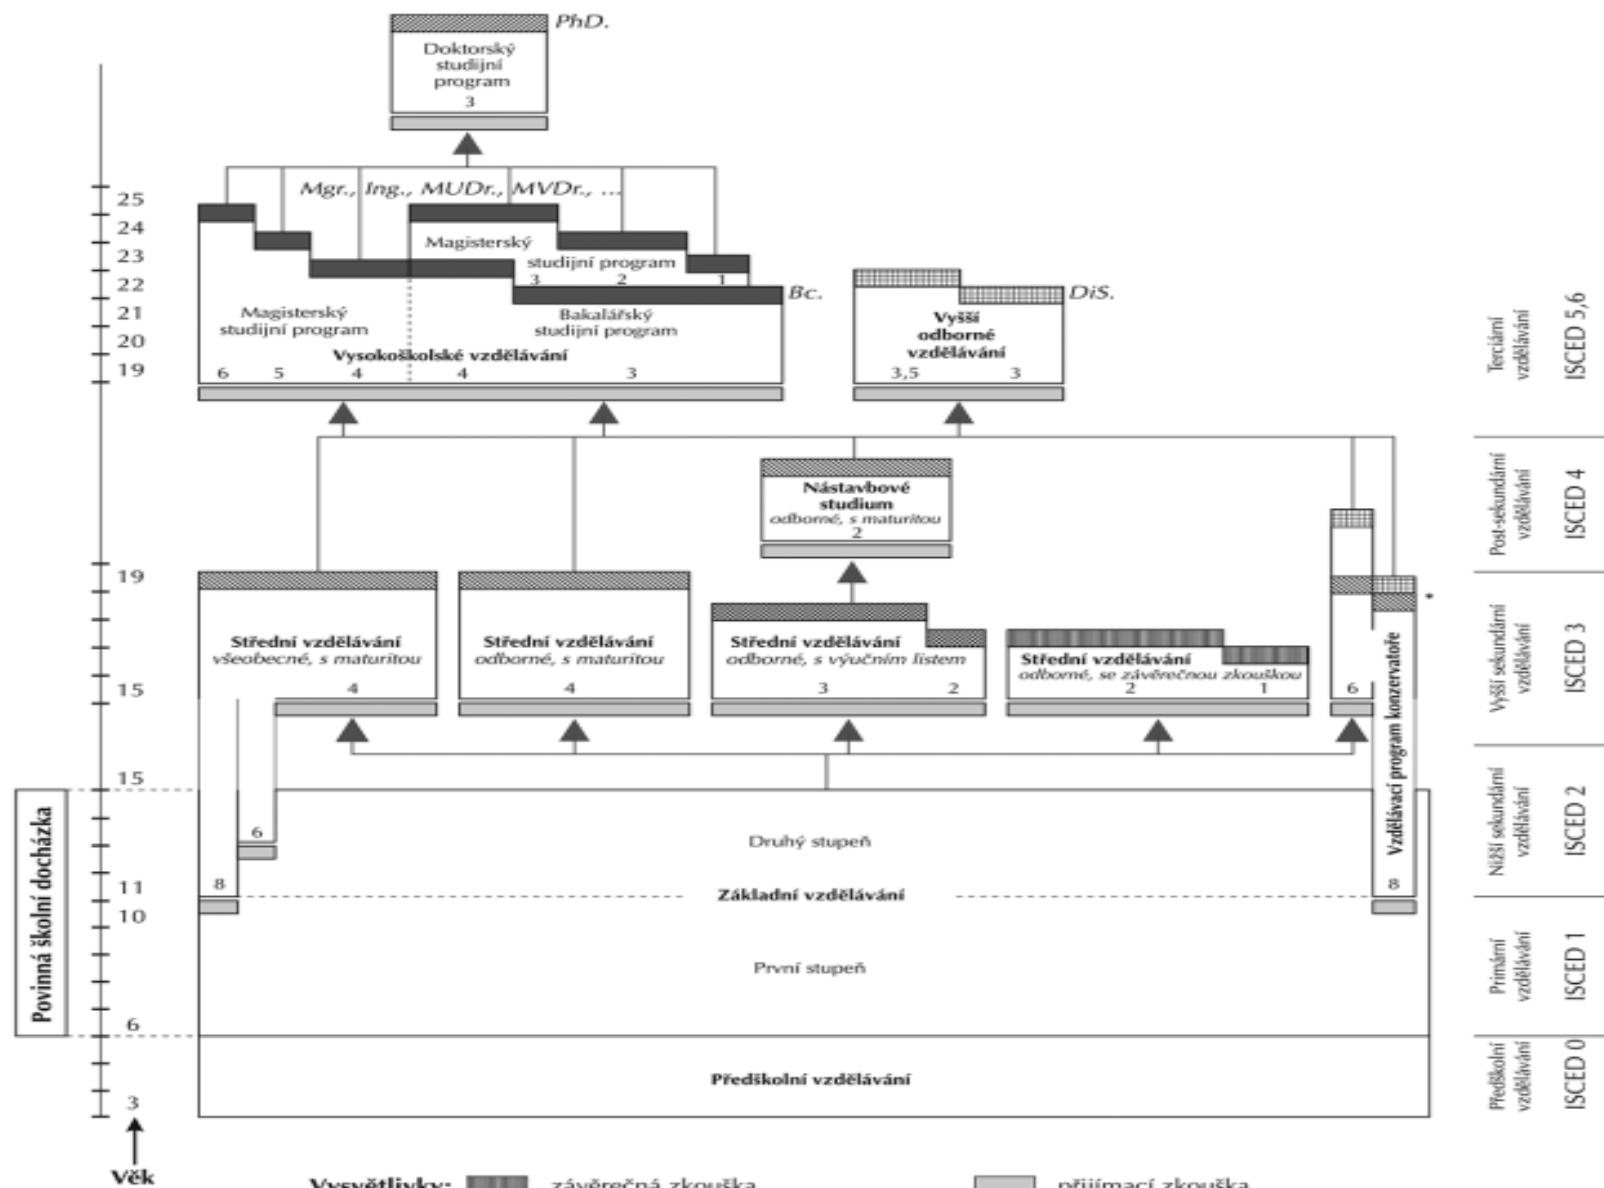 PhD.
Doktorský
studijní
program
3
Mgr., Ing., MUDr., MVDr., ...
25
24
23
22
21
20
19
Magisterský
studijní program
3 2 1
Bc.
Magisterský
studijní program
Bakalářský
studijní program
Vysokoškolské vzdělávání
6 5 4 4 3
DiS.
Vyšší
odborné
vzdělávání
3,5 3
Terciární
vzdělávání
ISCED 5,6
Nástavbové
studium
odborné, s maturitou
2
Post-sekundární
vzdělávání
ISCED 4
19
15
Střední vzdělávání
všeobecné, s maturitou
4
Střední vzdělávání
odborné, s maturitou
4
Střední vzdělávání
odborné, s výučním listem
3 2
Střední vzdělávání
odborné, se závěrečnou zkouškou
2 1
6
*
Vzdělávací program konzervatoře
8
Vyšší sekundární
vzdělávání
ISCED 3
15
11
10
6
3
Povinná školní docházka
6
8
Druhý stupeň
Základní vzdělávání
První stupeň
Předškolní vzdělávání
Nižší sekundární
vzdělávání
ISCED 2
Primární
vzdělávání
ISCED 1
Předškolní
vzdělávání
ISCED 0
Věk
Vysvětlivky:
závěrečná zkouška
přijímací zkouška